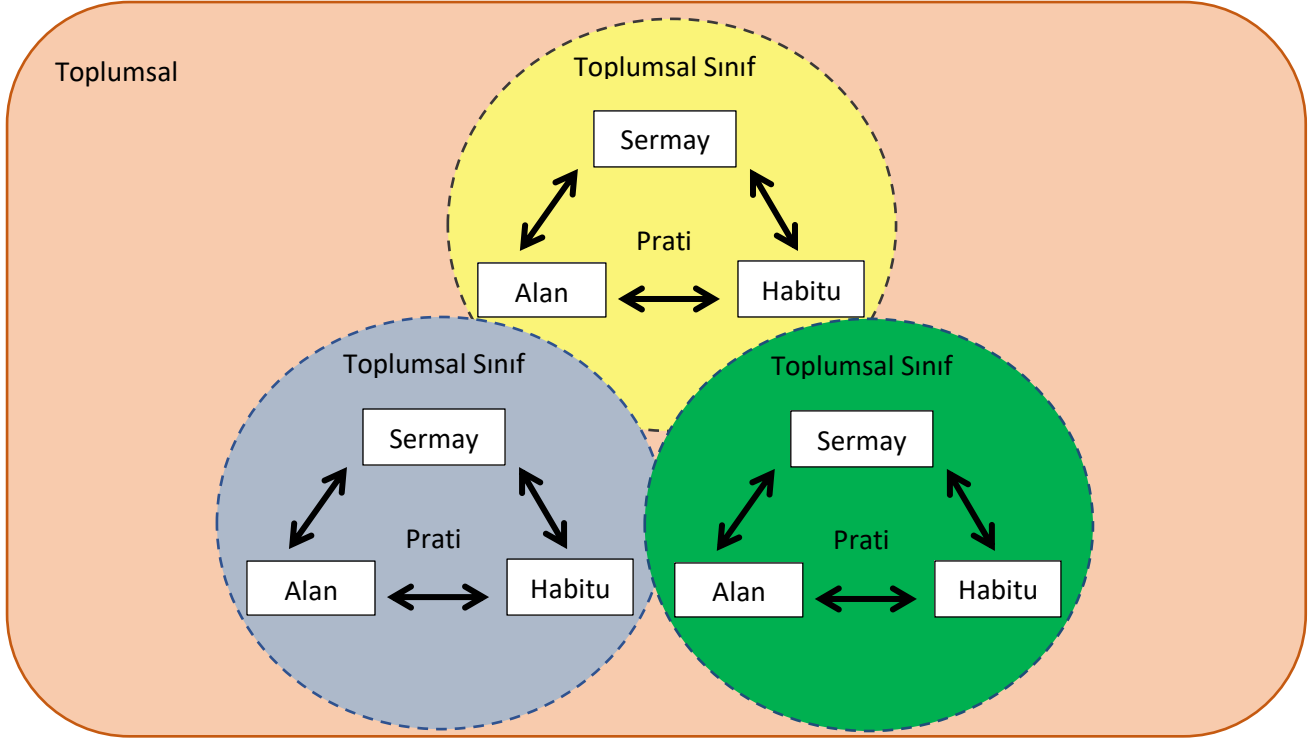 Toplumsal
Toplumsal Sınıf
Sermay
Prati
Alan
Habitu
Toplumsal Sınıf
Sermay
Prati
Alan
Habitu
Toplumsal Sınıf
Sermay
Prati
Alan
Habitu